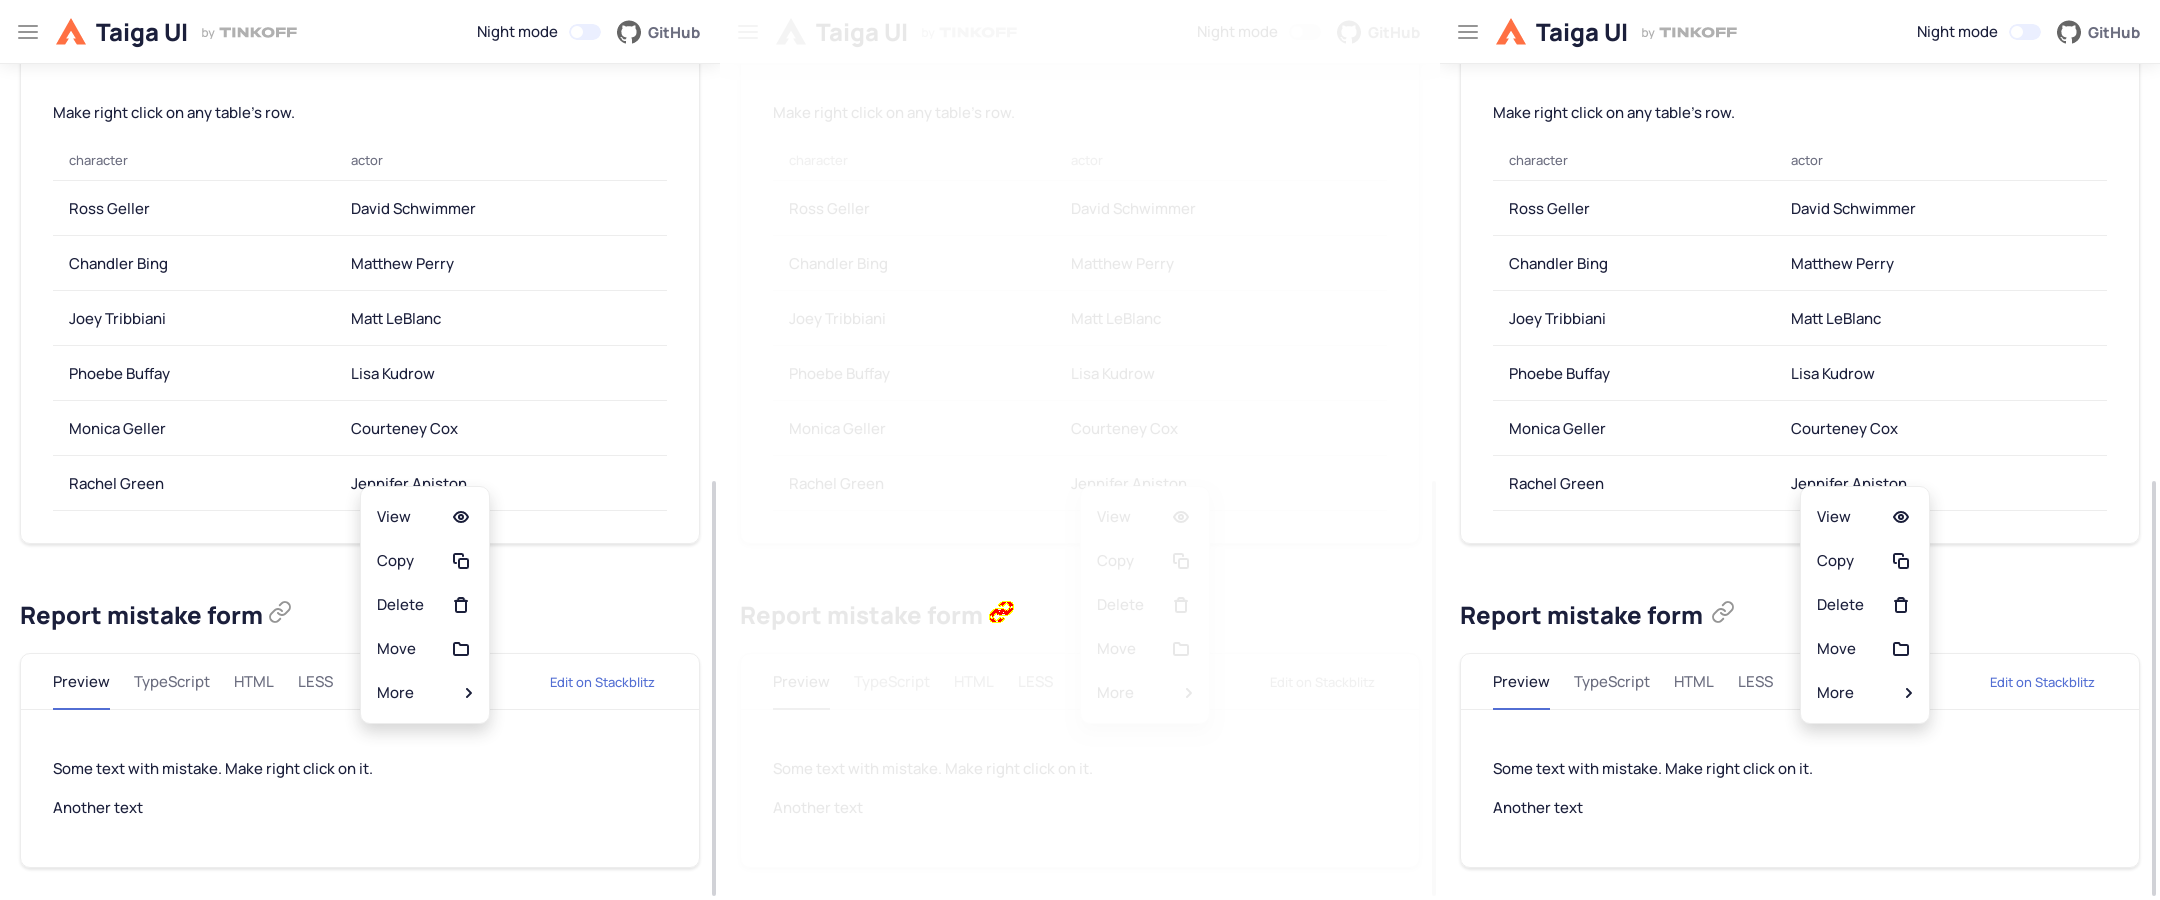 Taiga UI by TINKOFF Night mode GitHub
Make right click on any table's row.
character actor
Ross Geller David Schwimmer
Chandler Bing Matthew Perry
Joey Tribbiani Matt LeBlanc
Phoebe Buffay Lisa Kudrow
Monica Geller Courteney Cox
Rachel Green Jennifer Aniston
View
Copy
Delete
Move
More
Report mistake form
Preview TypeScript HTML LESS Edit on Stackblitz
Some text with mistake. Make right click on it.
Another text
Taiga UI by TINKOFF Night mode GitHub
Make right click on any table's row.
character actor
Ross Geller David Schwimmer
Chandler Bing Matthew Perry
Joey Tribbiani Matt LeBlanc
Phoebe Buffay Lisa Kudrow
Monica Geller Courteney Cox
Rachel Green Jennifer Aniston
View
Copy
Delete
Move
More
Report mistake form
Preview TypeScript HTML LESS Edit on Stackblitz
Some text with mistake. Make right click on it.
Another text
Taiga UI by TINKOFF Night mode GitHub
Make right click on any table's row.
character actor
Ross Geller David Schwimmer
Chandler Bing Matthew Perry
Joey Tribbiani Matt LeBlanc
Phoebe Buffay Lisa Kudrow
Monica Geller Courteney Cox
Rachel Green Jennifer Aniston
View
Copy
Delete
Move
More
Report mistake form
Preview TypeScript HTML LESS Edit on Stackblitz
Some text with mistake. Make right click on it.
Another text